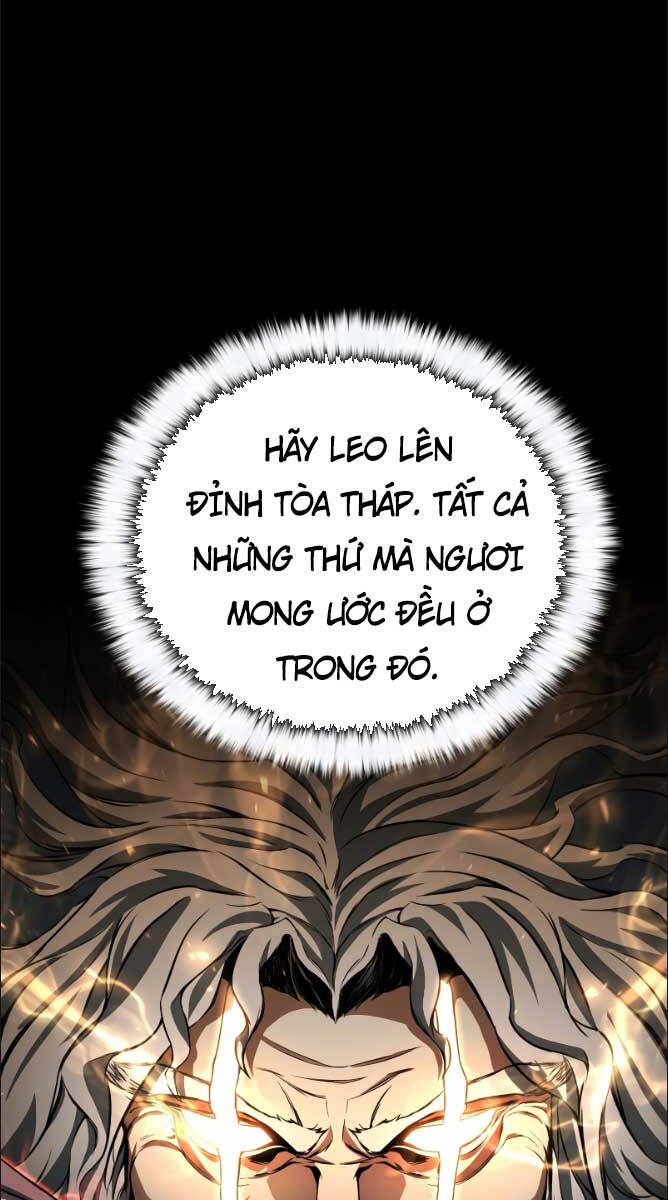 HÃY LEO LÊN
ĐỈNH TÒA THÁP. TẤT CẢ
NHỮNG THỨ MÀ NGƯƠI
MONG ƯỚC ĐỀU Ở
TRONG ĐÓ.